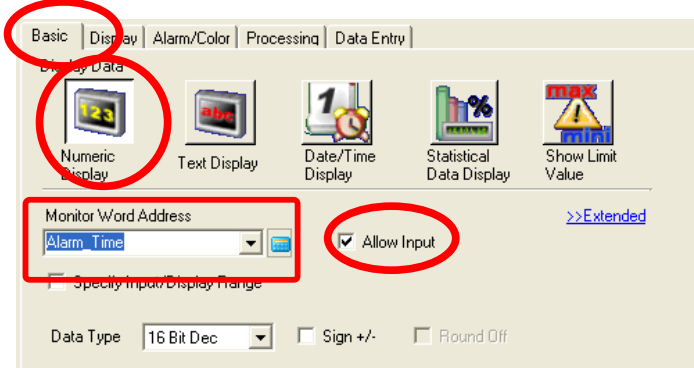 Basic Display Alarm/Color Processing Data Entry
Display Data
123 abc 1 % max mini
Numeric Display Text Display Date/Time Display Statistical Data Display Show Limit Value
Monitor Word Address >>Extended
Alarm_Time Allow Input
Specify Input/Display Range
Data Type 16 Bit Dec Sign +/- Round Off